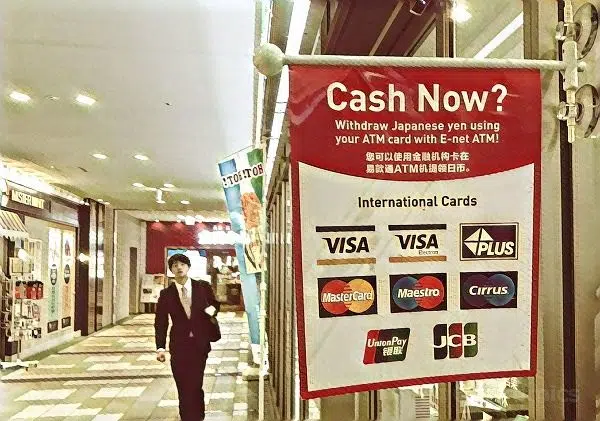 Cash Now?
Withdraw Japanese yen using
your ATM card with E-net ATM!
您可以使用金融机构卡在
易款通ATM机提领日币。
International Cards
VISA
VISA
Electron
PLUS
MasterCard
Maestro
Cirrus
UnionPay
银联
JCB